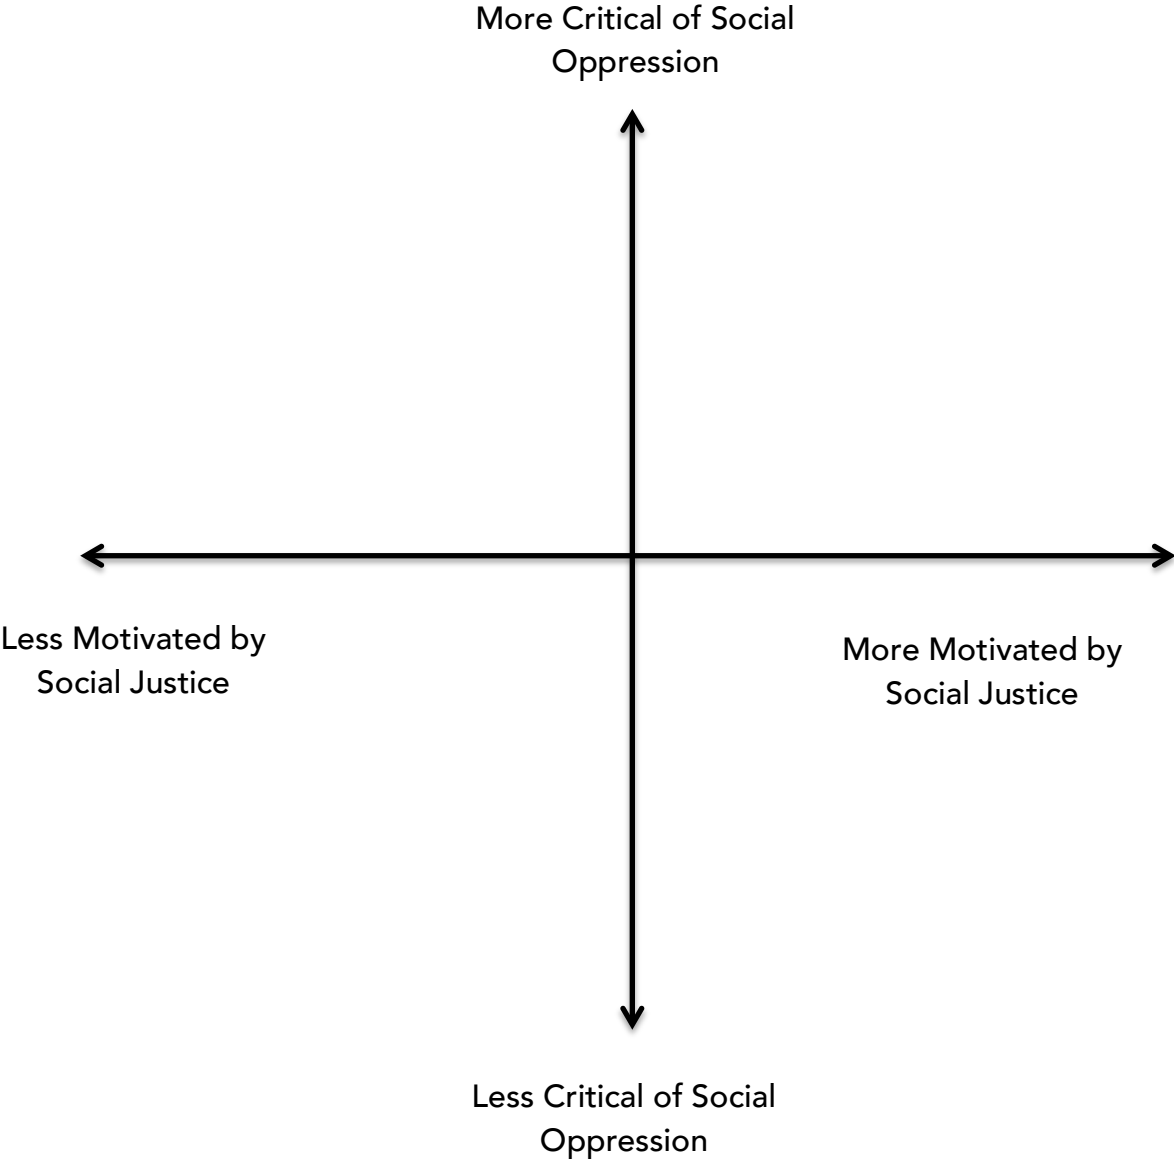 More Critical of Social
Oppression
Less Motivated by
Social Justice
More Motivated by
Social Justice
Less Critical of Social
Oppression